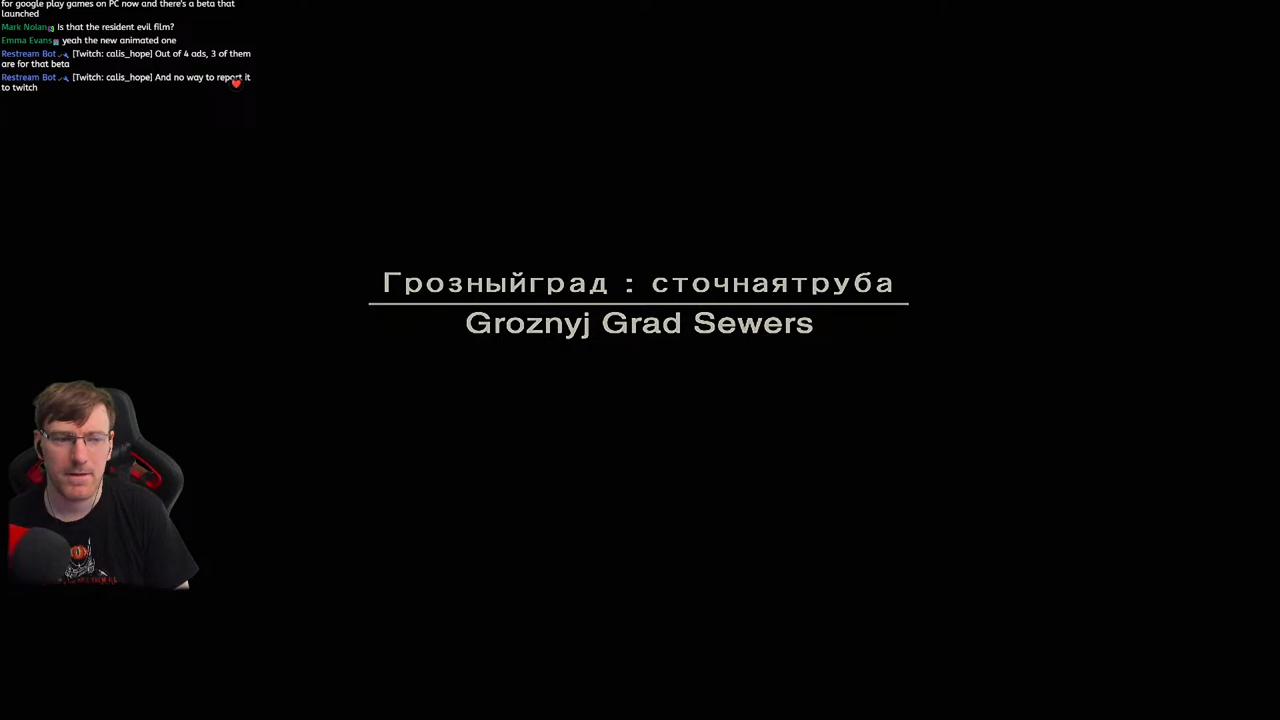 for google play games on PC now and there's a beta that
launched
Mark Nolan Is that the resident evil film?
Emma Evans yeah the new animated one
Restream Bot [Twitch: calis_hope] Out of 4 ads, 3 of them
are for that beta
Restream Bot [Twitch: calis_hope] And no way to report it
to twitch
Грозныйград : сточнаятруба
Groznyj Grad Sewers